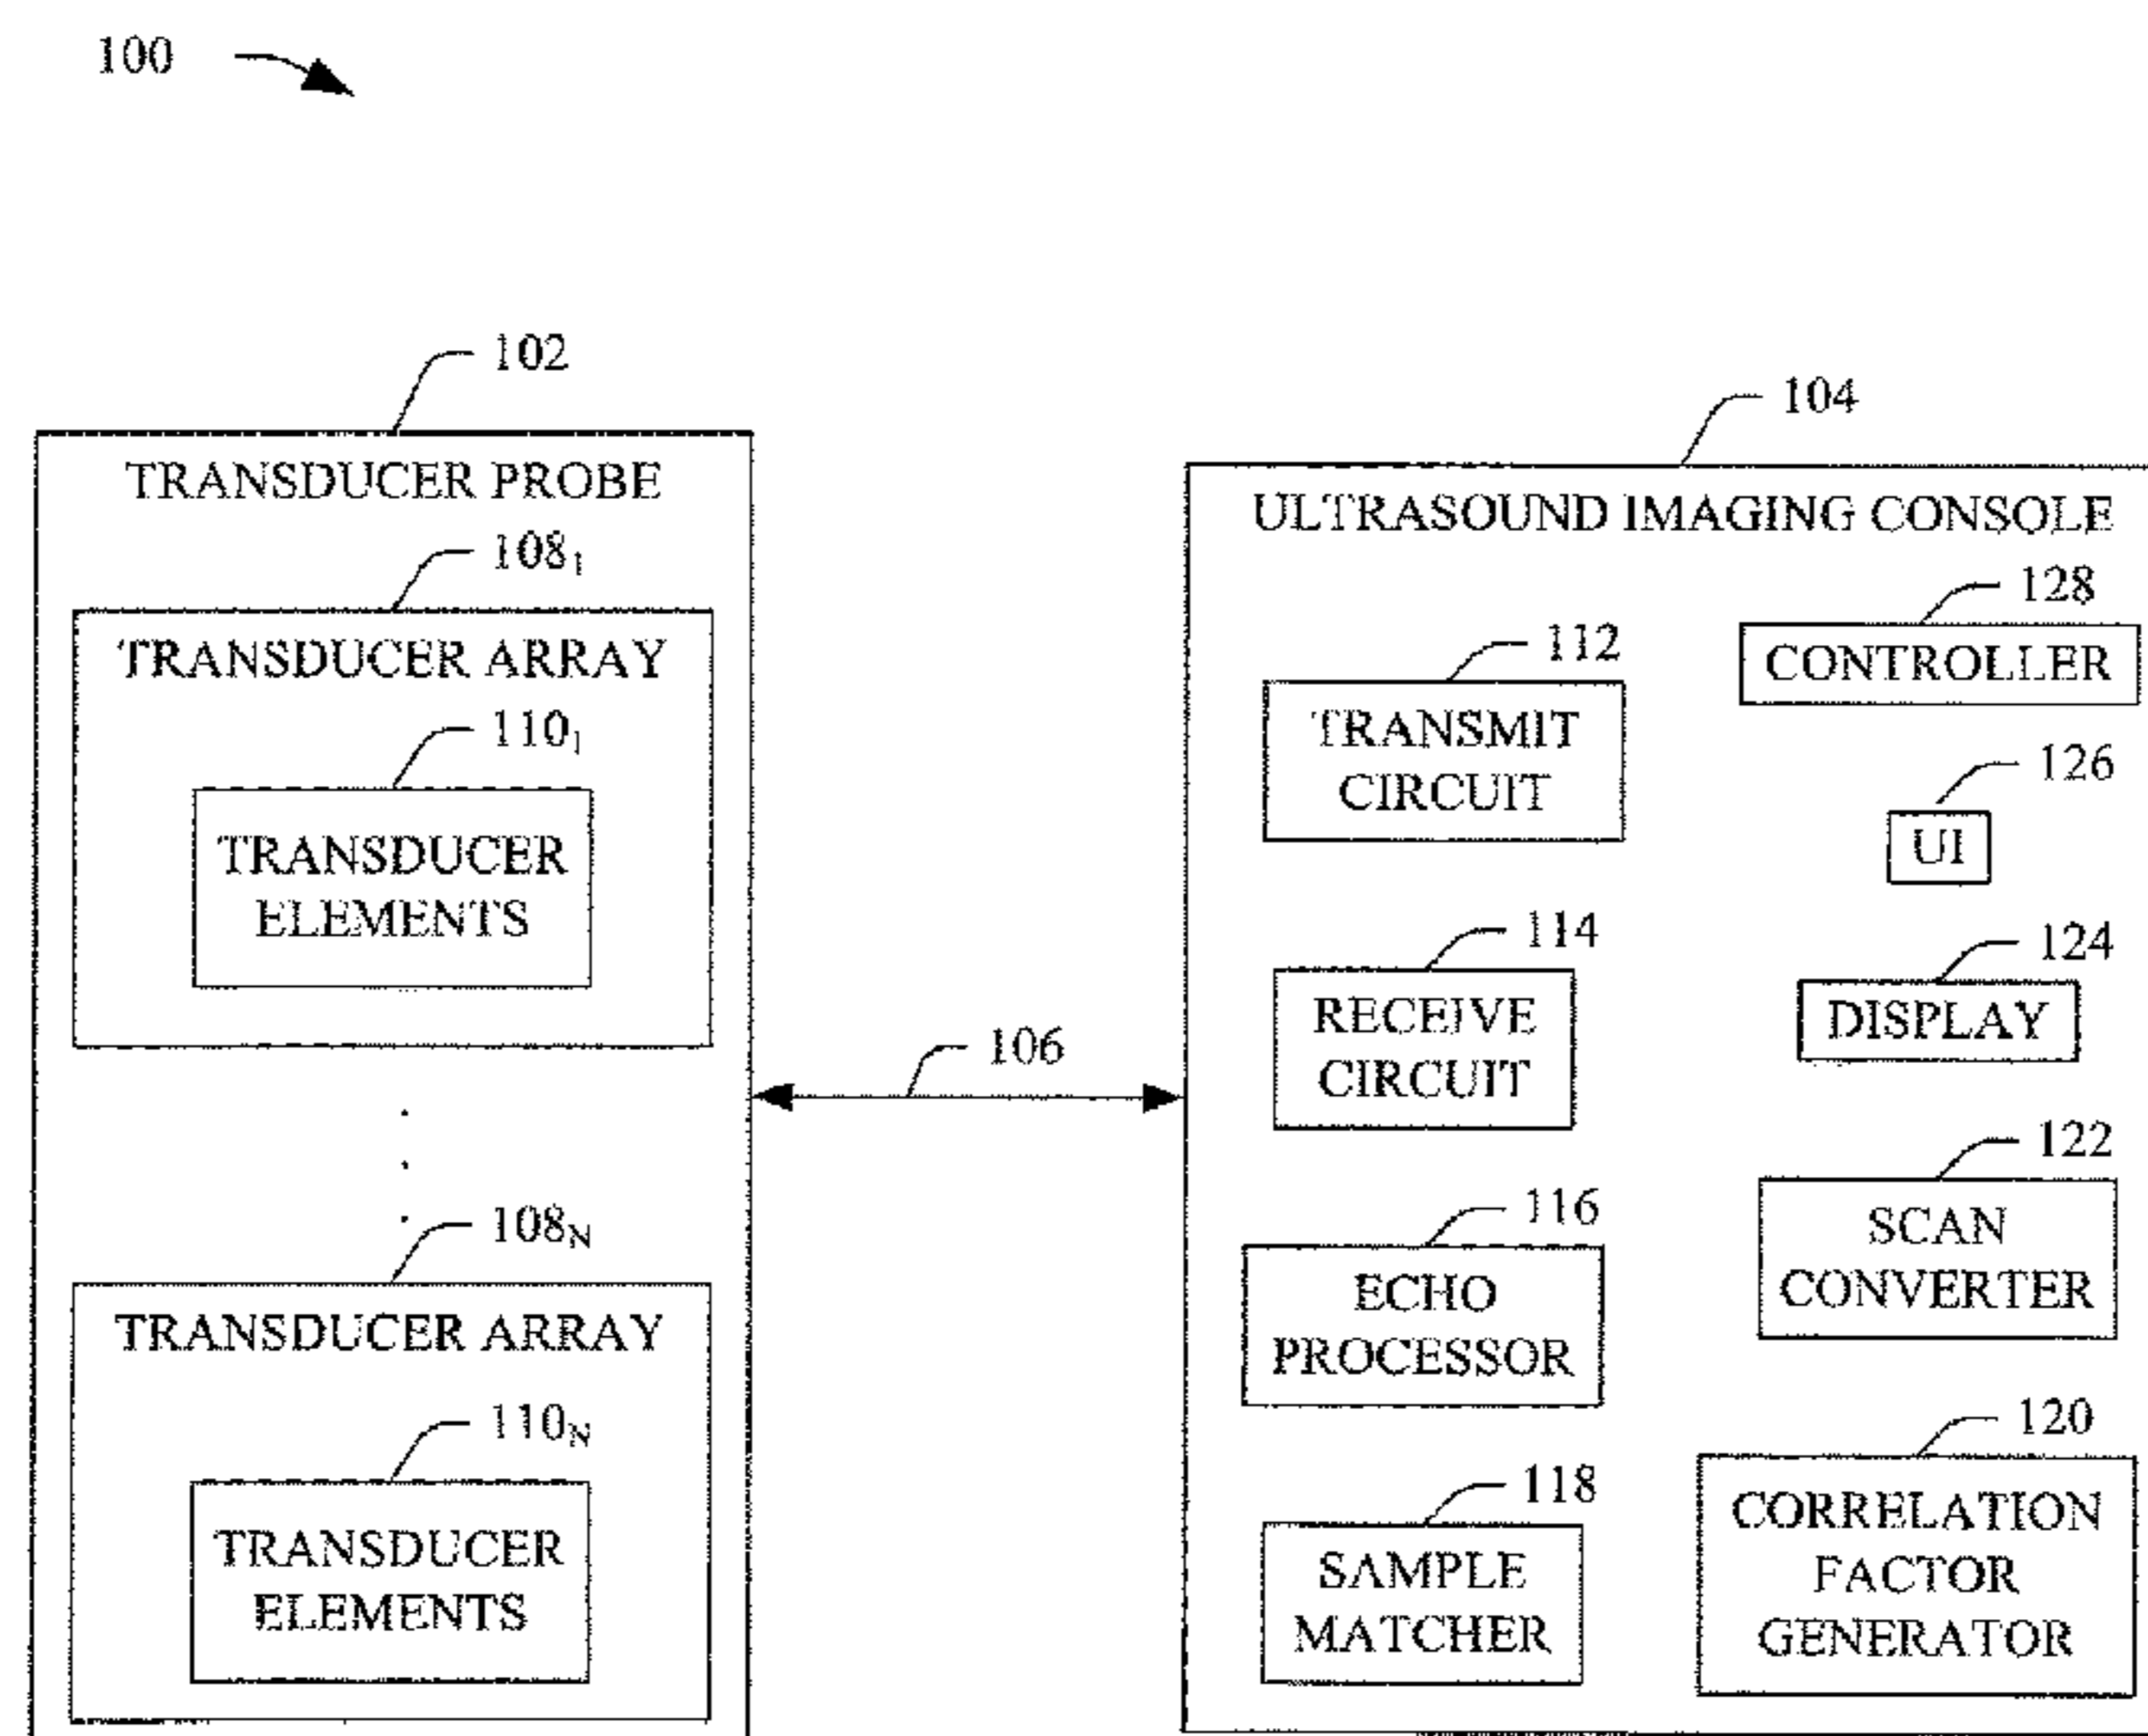 100
102
TRANSDUCER PROBE
108₁
TRANSDUCER ARRAY
110₁
TRANSDUCER
ELEMENTS
108N
TRANSDUCER ARRAY
110N
TRANSDUCER
ELEMENTS
106
104
ULTRASOUND IMAGING CONSOLE
112
TRANSMIT
CIRCUIT
114
RECEIVE
CIRCUIT
116
ECHO
PROCESSOR
118
SAMPLE
MATCHER
128
CONTROLLER
126
UI
124
DISPLAY
122
SCAN
CONVERTER
120
CORRELATION
FACTOR
GENERATOR